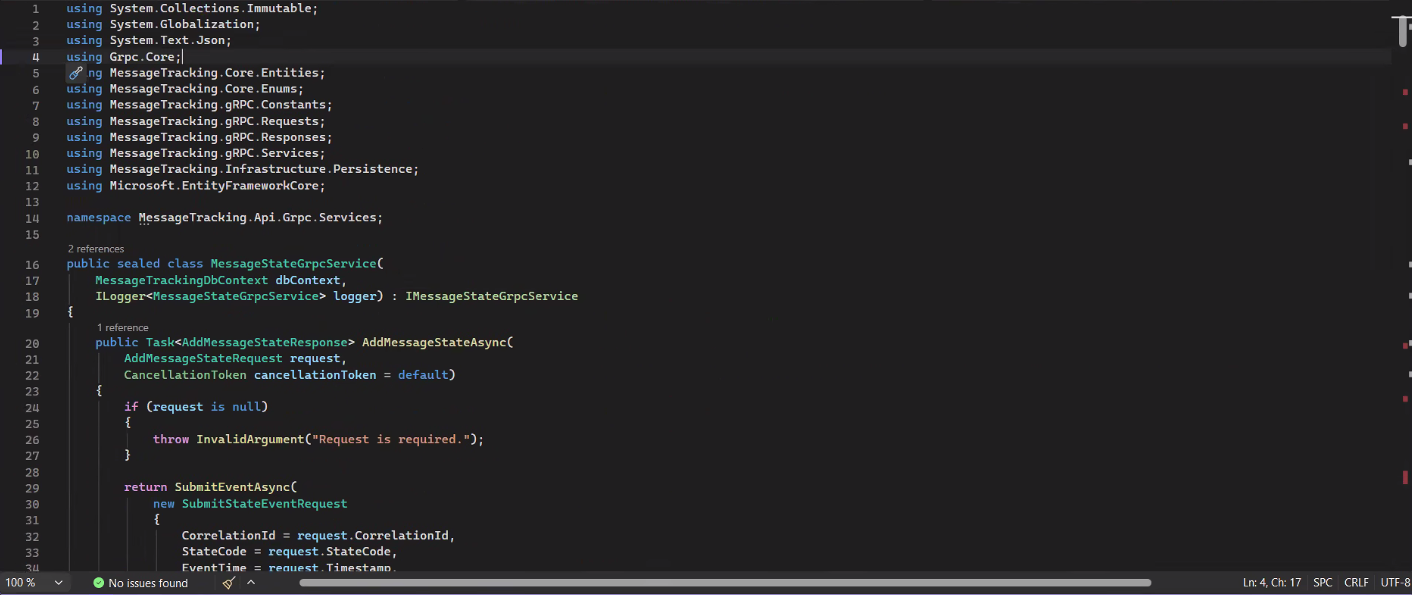 1 using System.Collections.Immutable;
2 using System.Globalization;
3 using System.Text.Json;
4 using Grpc.Core;
5 ng MessageTracking.Core.Entities;
6 using MessageTracking.Core.Enums;
7 using MessageTracking.gRPC.Constants;
8 using MessageTracking.gRPC.Requests;
9 using MessageTracking.gRPC.Responses;
10 using MessageTracking.gRPC.Services;
11 using MessageTracking.Infrastructure.Persistence;
12 using Microsoft.EntityFrameworkCore;
13
14 namespace MessageTracking.Api.Grpc.Services;
15
2 references
16 public sealed class MessageStateGrpcService(
17 MessageTrackingDbContext dbContext,
18 ILogger<MessageStateGrpcService> logger) : IMessageStateGrpcService
19 {
1 reference
20 public Task<AddMessageStateResponse> AddMessageStateAsync(
21 AddMessageStateRequest request,
22 CancellationToken cancellationToken = default)
23 {
24 if (request is null)
25 {
26 throw InvalidArgument("Request is required.");
27 }
28
29 return SubmitEventAsync(
30 new SubmitStateEventRequest
31 {
32 CorrelationId = request.CorrelationId,
33 StateCode = request.StateCode,
34 EventTime = request.Timestamp,
100 % No issues found Ln: 4, Ch: 17 SPC CRLF UTF-8